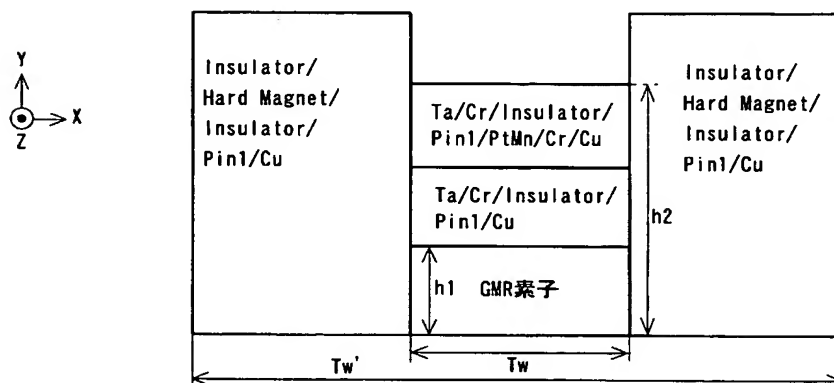 Y
X
Z
Insulator/
Hard Magnet/
Insulator/
Pin1/Cu
Ta/Cr/Insulator/
Pin1/PtMn/Cr/Cu
Ta/Cr/Insulator/
Pin1/Cu
h1 GMR素子
h2
Insulator/
Hard Magnet/
Insulator/
Pin1/Cu
Tw'
Tw